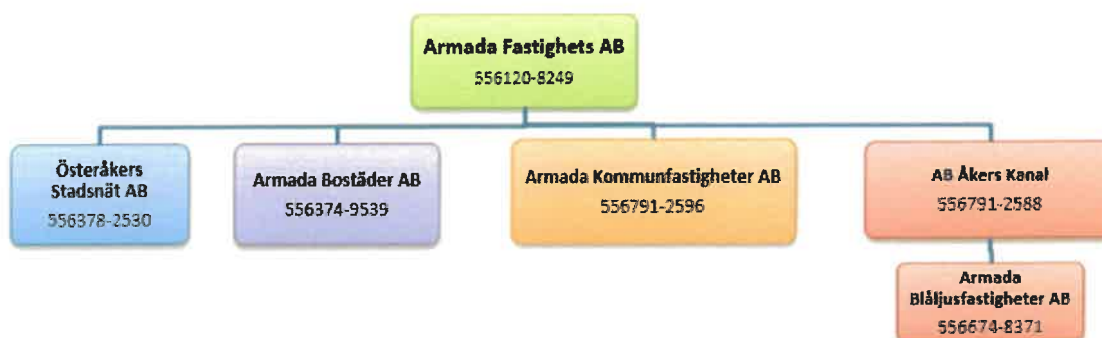 Armada Fastighets AB
556120-8249
Österåkers
Stadsnät AB
556378-2530
Armada Bostäder AB
556374-9539
Armada Kommunfastigheter AB
556791-2596
AB Åkers Kanal
556791-2588
Armada
Blåljusfastigheter AB
556674-8371